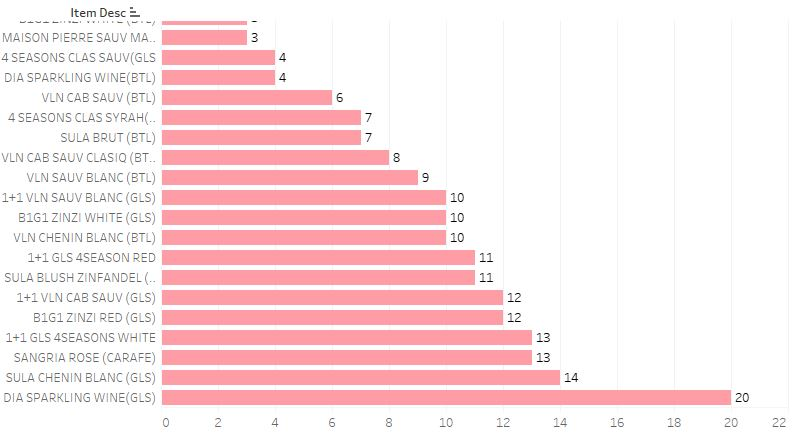 Item Desc
B1G1 ZINZI WHITE (BTL) 3
MAISON PIERRE SAUV MA.. 3
4 SEASONS CLAS SAUV(GLS 4
DIA SPARKLING WINE(BTL) 4
VLN CAB SAUV (BTL) 6
4 SEASONS CLAS SYRAH(.. 7
SULA BRUT (BTL) 7
VLN CAB SAUV CLASIQ (BT.. 8
VLN SAUV BLANC (BTL) 9
1+1 VLN SAUV BLANC (GLS) 10
B1G1 ZINZI WHITE (GLS) 10
VLN CHENIN BLANC (BTL) 10
1+1 GLS 4SEASON RED 11
SULA BLUSH ZINFANDEL (.. 11
1+1 VLN CAB SAUV (GLS) 12
B1G1 ZINZI RED (GLS) 12
1+1 GLS 4SEASONS WHITE 13
SANGRIA ROSE (CARAFE) 13
SULA CHENIN BLANC (GLS) 14
DIA SPARKLING WINE(GLS) 20
0 2 4 6 8 10 12 14 16 18 20 22